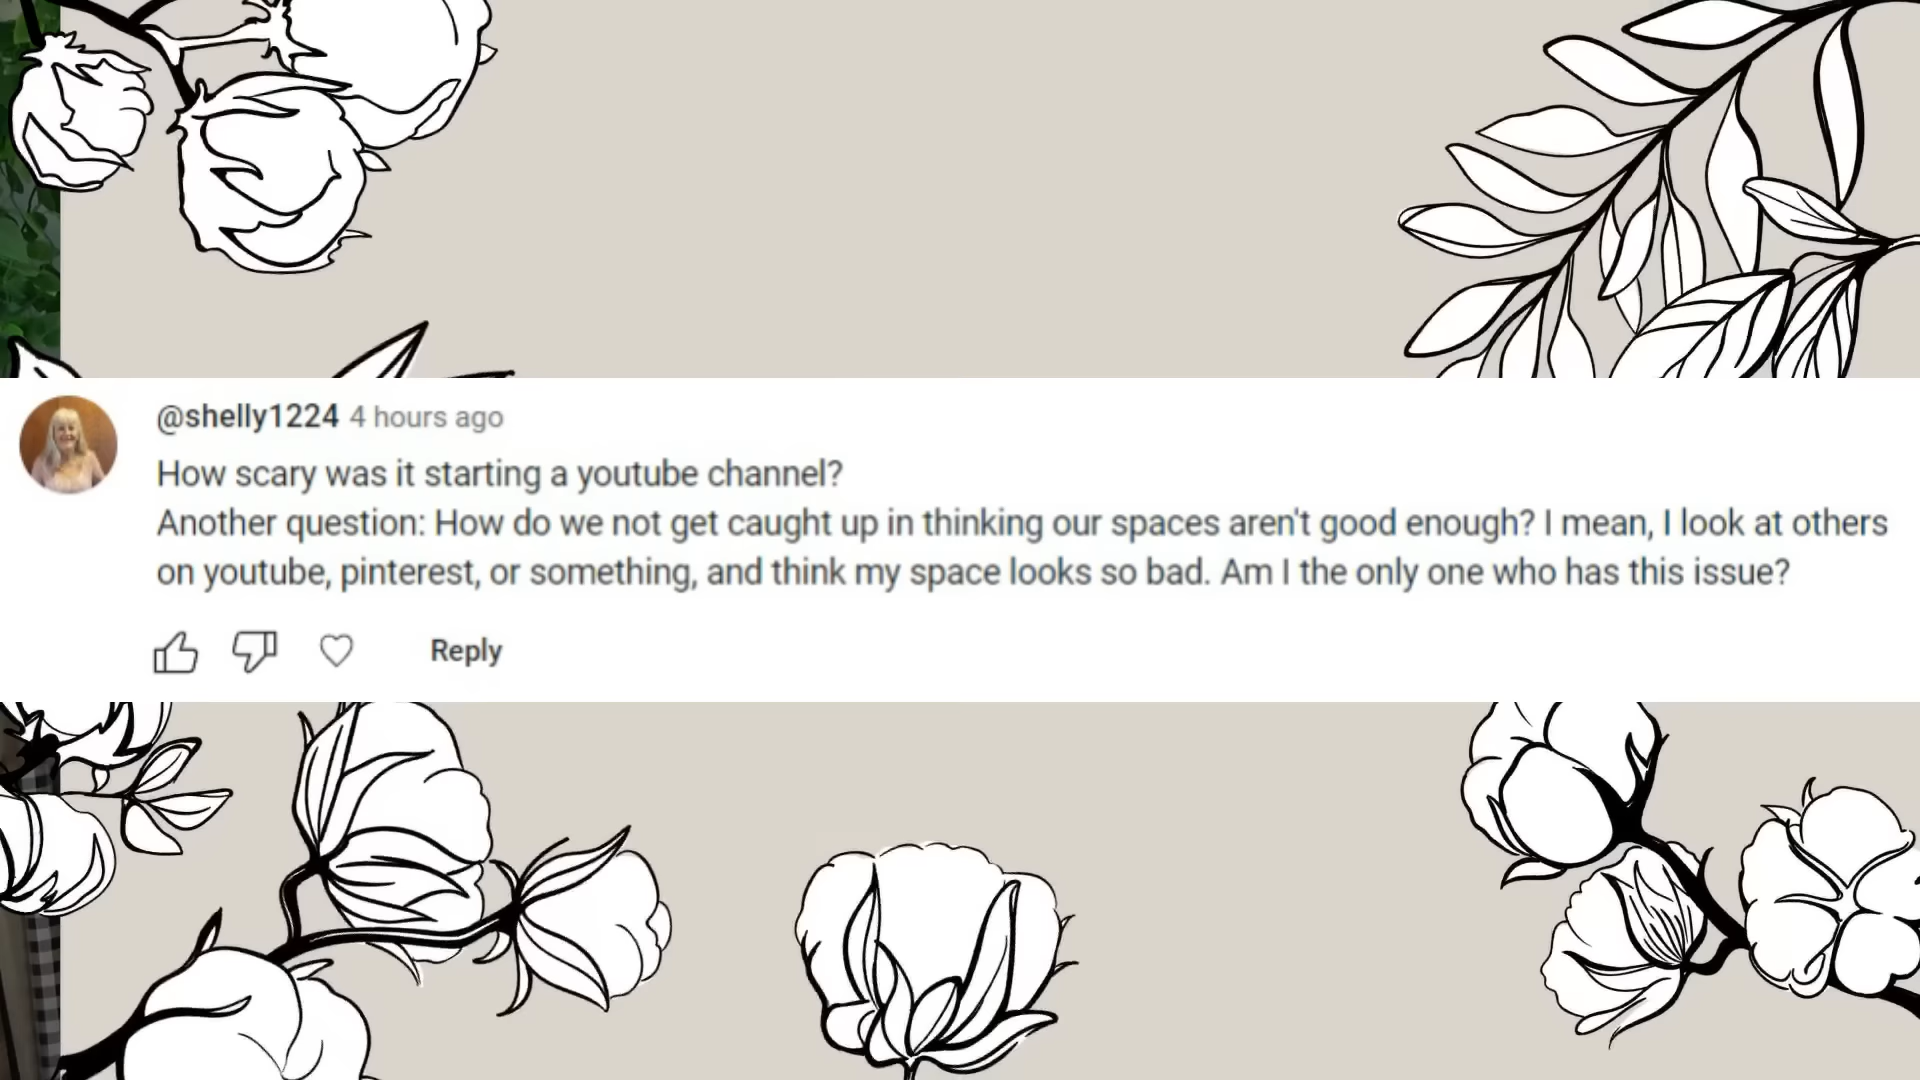 @shelly1224 4 hours ago
How scary was it starting a youtube channel?
Another question: How do we not get caught up in thinking our spaces aren't good enough? I mean, I look at others
on youtube, pinterest, or something, and think my space looks so bad. Am I the only one who has this issue?
Reply